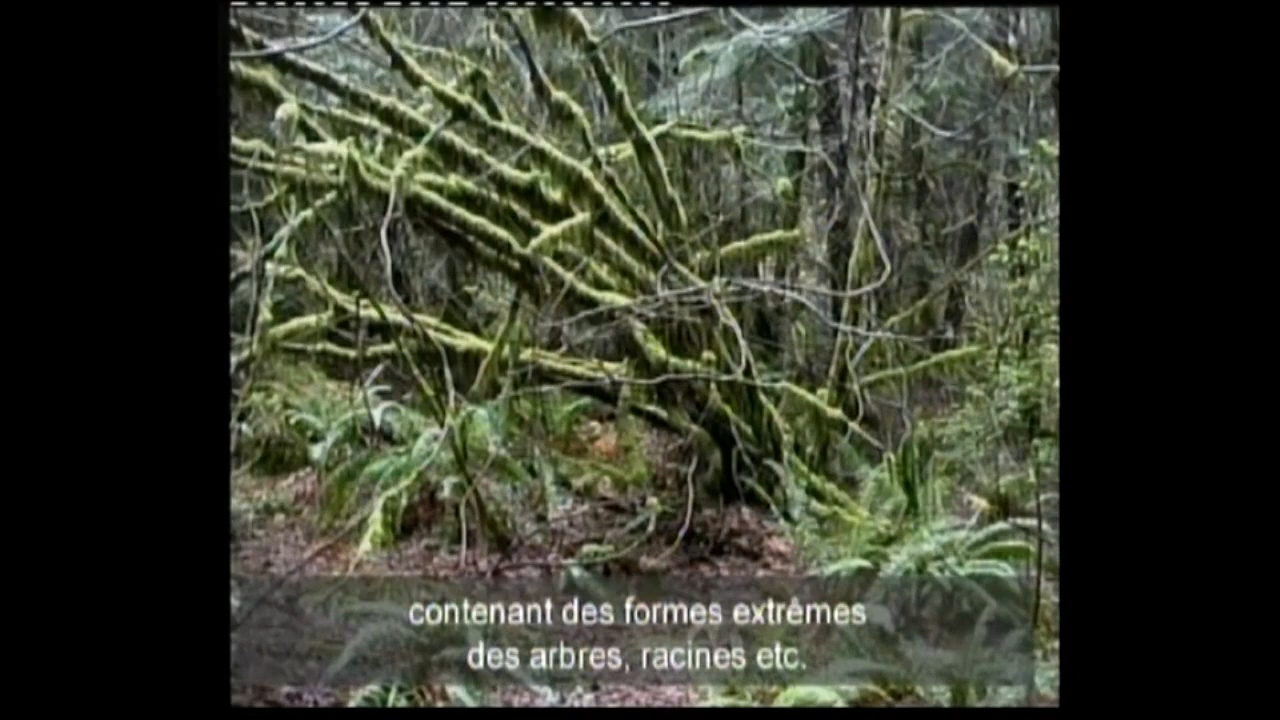 contenant des formes extrêmes
des arbres, racines etc.